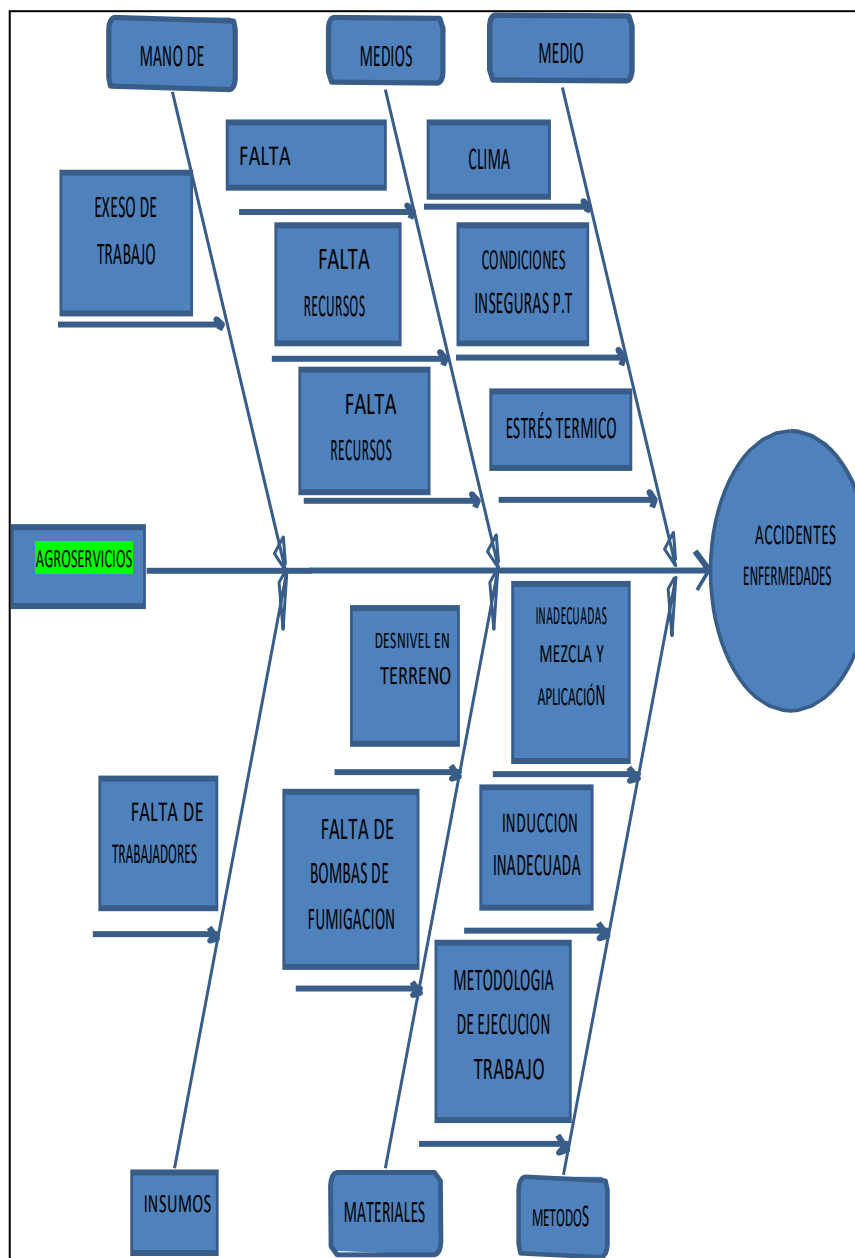 MANO DE
MEDIOS
MEDIO
EXESO DE
TRABAJO
FALTA
FALTA
RECURSOS
FALTA
RECURSOS
CLIMA
CONDICIONES
INSEGURAS P.T
ESTRÉS TERMICO
AGROSERVICIOS
ACCIDENTES
ENFERMEDADES
FALTA DE
TRABAJADORES
DESNIVEL EN
TERRENO
FALTA DE
BOMBAS DE
FUMIGACION
INADECUADAS
MEZCLA Y
APLICACIÓN
INDUCCION
INADECUADA
METODOLOGIA
DE EJECUCION
TRABAJO
INSUMOS
MATERIALES
METODOS